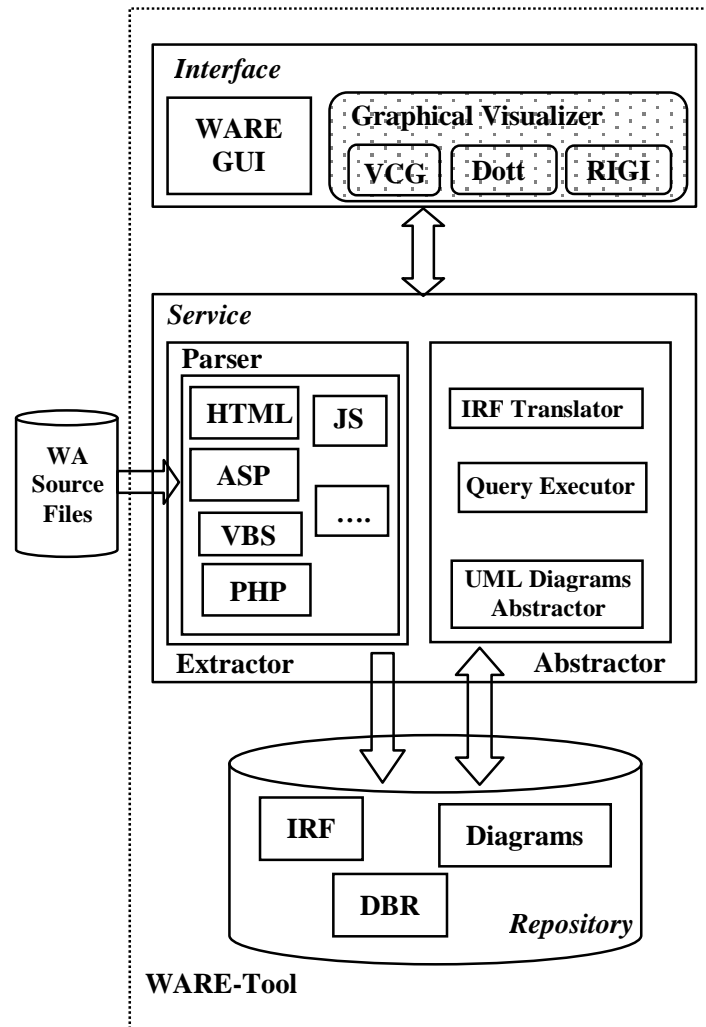 Interface
WARE
GUI
Graphical Visualizer
VCG
Dott
RIGI
Service
Parser
HTML
JS
ASP
....
VBS
PHP
IRF Translator
Query Executor
UML Diagrams
Abstractor
Extractor
Abstractor
WA
Source
Files
IRF
Diagrams
DBR
Repository
WARE-Tool